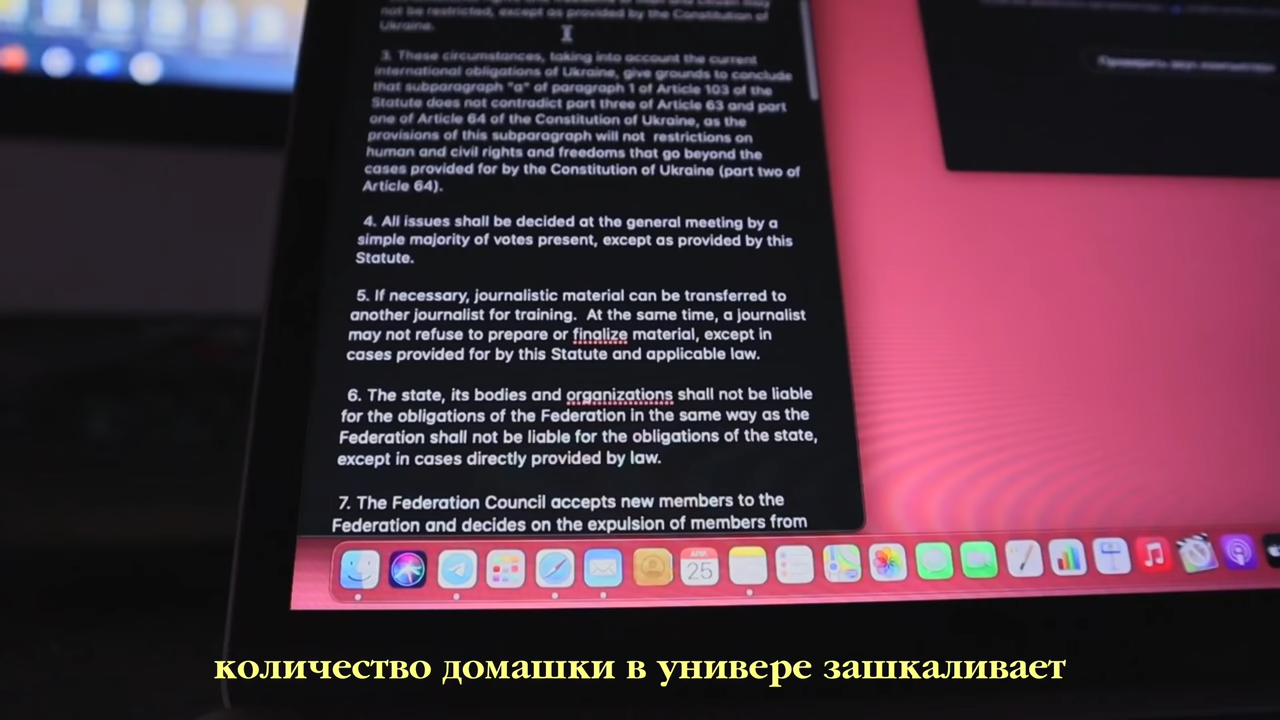 not be restricted, except as provided by the Constitution of
Ukraine.
3. These circumstances, taking into account the current
international obligations of Ukraine, give grounds to conclude
that subparagraph "a" of paragraph 1 of Article 103 of the
Statute does not contradict part three of Article 63 and part
one of Article 64 of the Constitution of Ukraine, as the
provisions of this subparagraph will not restrictions on
human and civil rights and freedoms that go beyond the
cases provided for by the Constitution of Ukraine (part two of
Article 64).
4. All issues shall be decided at the general meeting by a
simple majority of votes present, except as provided by this
Statute.
5. If necessary, journalistic material can be transferred to
another journalist for training. At the same time, a journalist
may not refuse to prepare or finalize material, except in
cases provided for by this Statute and applicable law.
6. The state, its bodies and organizations shall not be liable
for the obligations of the Federation in the same way as the
Federation shall not be liable for the obligations of the state,
except in cases directly provided by law.
7. The Federation Council accepts new members to the
Federation and decides on the expulsion of members from
25
количество домашки в универе зашкаливает